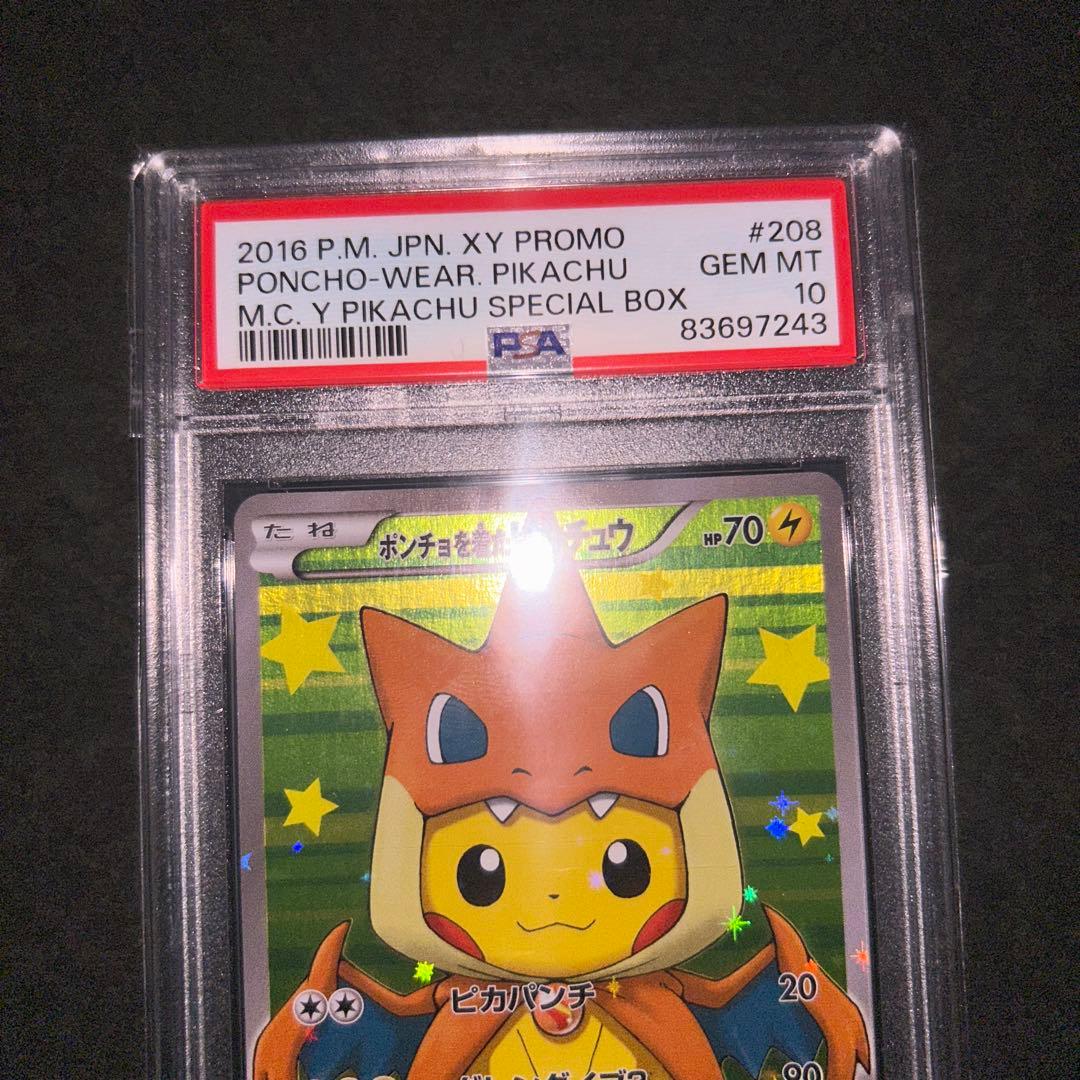 2016 P.M. JPN. XY PROMO #208
PONCHO-WEAR. PIKACHU GEM MT
M.C. Y PIKACHU SPECIAL BOX 10
PSA 83697243
たね ポンチョを着た チュウ HP70
ピカパンチ 20